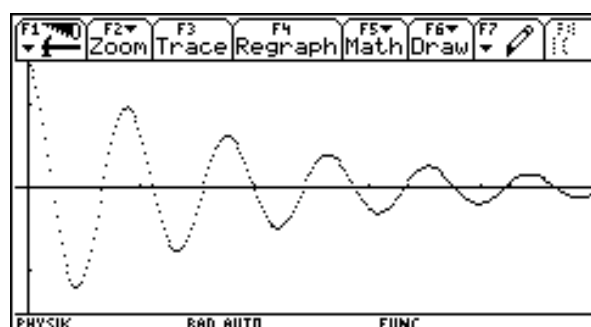 F1 F2 F3 F4 F5 F6 F7
Zoom Trace Regraph Math Draw
PHYSIK RAD AUTO FUNC